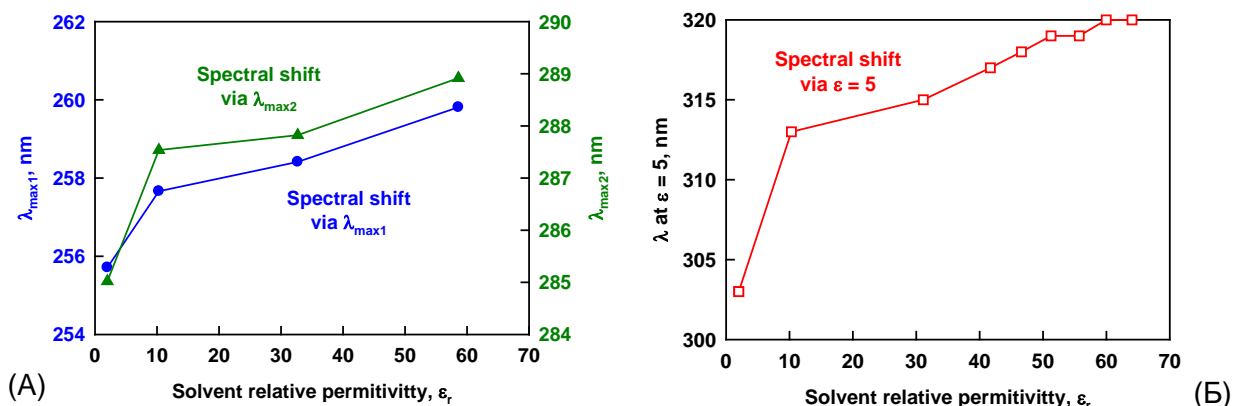 262
260
258
256
254
λmax1, nm
290
289
288
287
286
285
284
λmax2, nm
Spectral shift
via λmax2
Spectral shift
via λmax1
0 10 20 30 40 50 60 70
Solvent relative permitivitty, εr
(А)
320
315
310
305
300
λ at ε = 5, nm
Spectral shift
via ε = 5
0 10 20 30 40 50 60 70
Solvent relative permitivitty, εr
(Б)